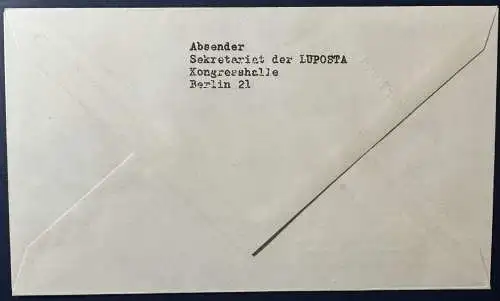 Absender
Sekretariat der LUPOSTA
Kongresshalle
Berlin 21